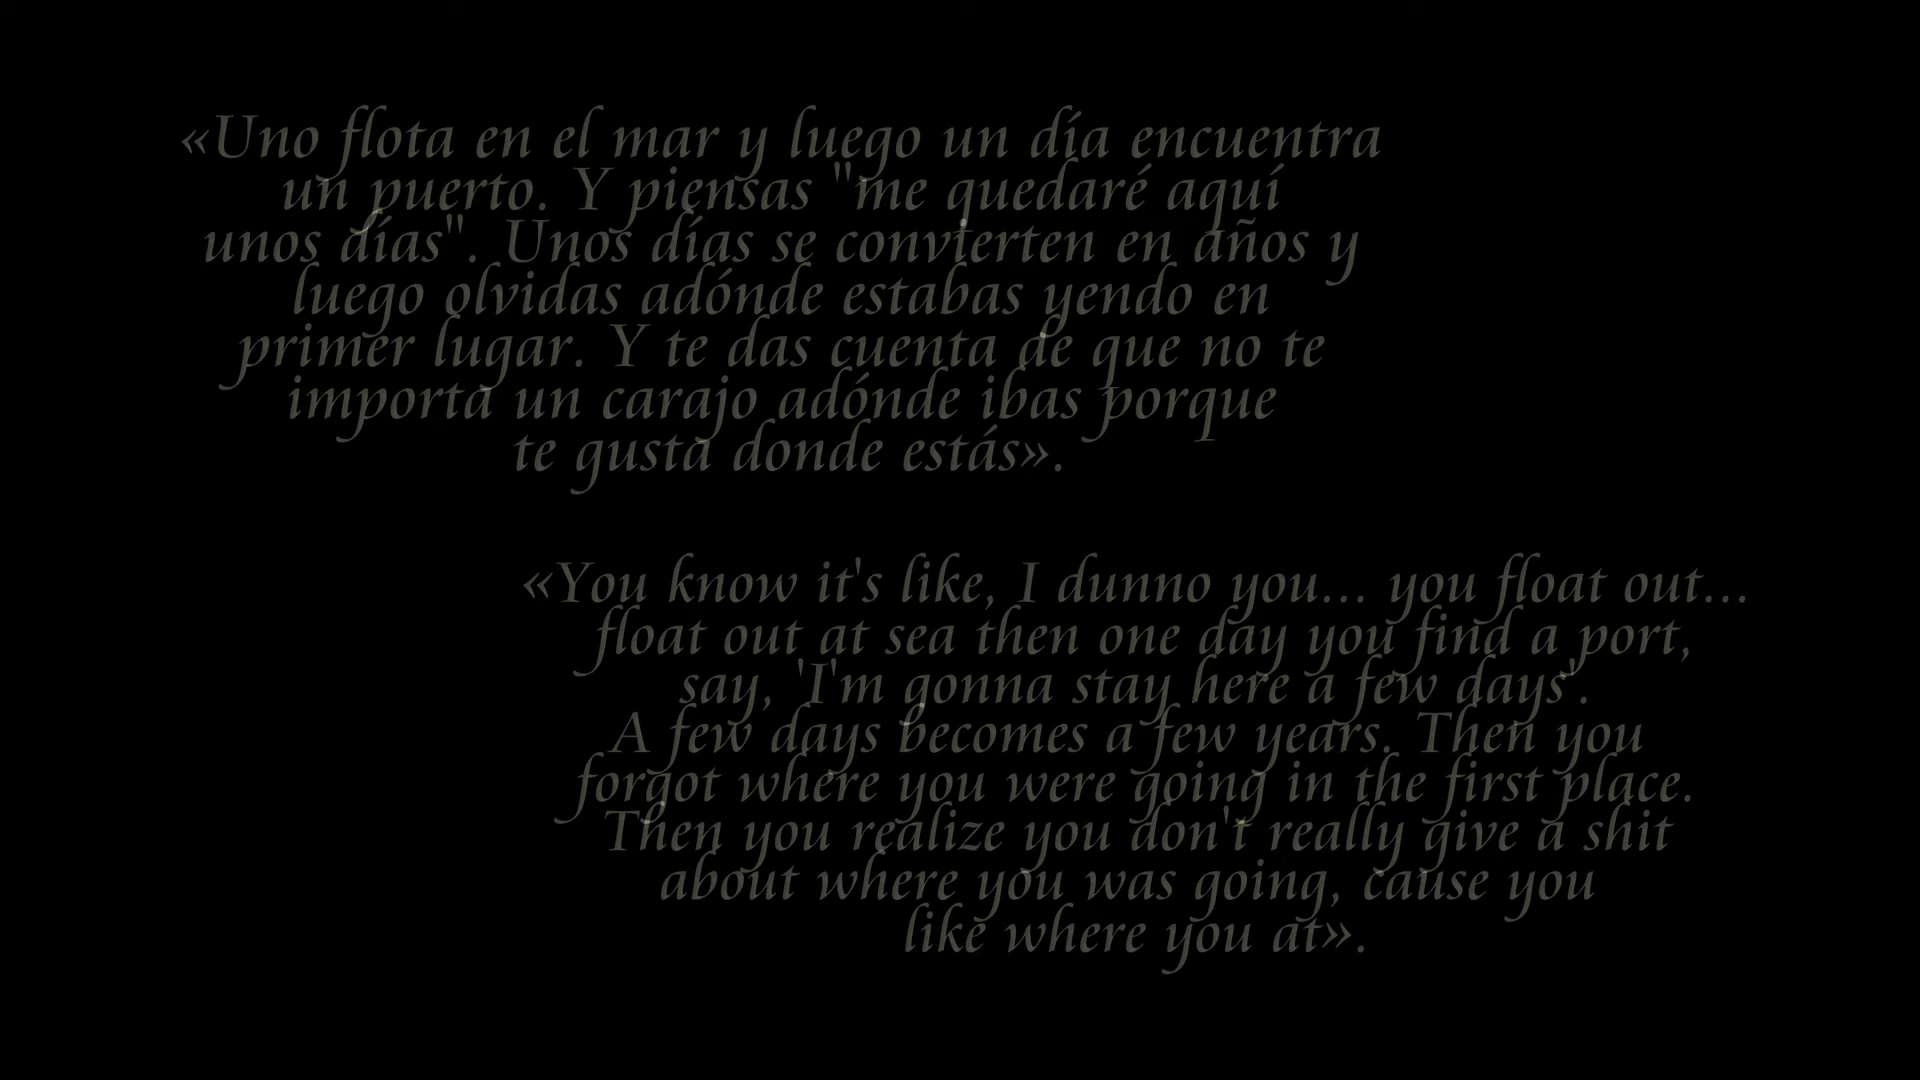 «Uno flota en el mar y luego un día encuentra
un puerto. Y piensas "me quedaré aquí
unos días". Unos días se convierten en años y
luego olvidas adónde estabas yendo en
primer lugar. Y te das cuenta de que no te
importa un carajo adónde ibas porque
te gusta donde estás».
«You know it's like, I dunno you... you float out...
float out at sea then one day you find a port,
say, 'I'm gonna stay here a few days'.
A few days becomes a few years. Then you
forgot where you were going in the first place.
Then you realize you don't really give a shit
about where you was going, cause you
like where you at».